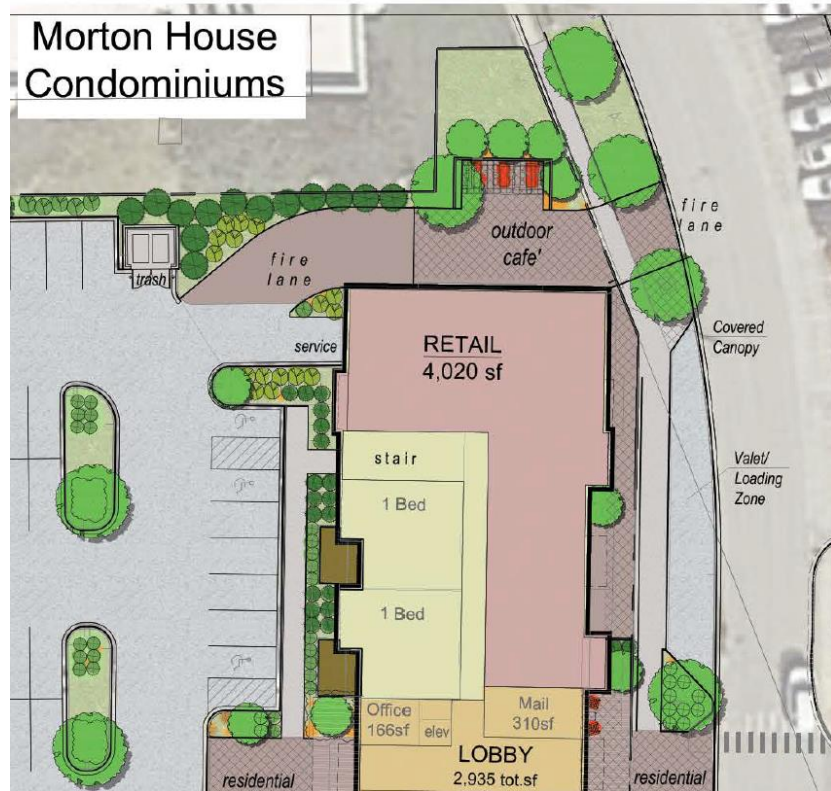 Morton House
Condominiums
outdoor
cafe'
fire
lane
fire
lane
trash
service
RETAIL
4,020 sf
Covered
Canopy
stair
Valet/
Loading
Zone
1 Bed
1 Bed
Office
166sf
elev
Mail
310sf
LOBBY
2,935 tot.sf
residential
residential